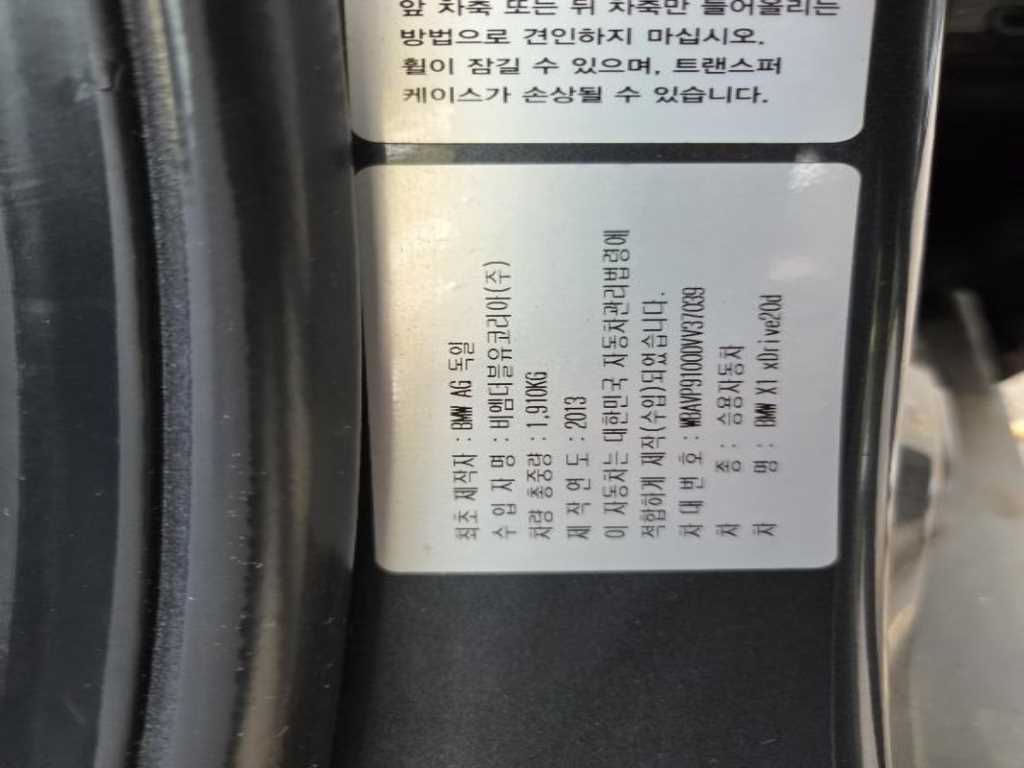 앞 차축 또는 뒤 차축만 들어올리는
방법으로 견인하지 마십시오.
휠이 잠길 수 있으며, 트랜스퍼
케이스가 손상될 수 있습니다.
최초 제작자 : BMW AG 독일
수 입 자 명 : 비엠더블유코리아(주)
차량 총중량 : 1,910KG
제 작 연 도 : 2013
이 자동차는 대한민국 자동차관리법령에
적합하게 제작(수입)되었습니다.
차 대 번 호 : WBAVP9100DVV37039
차 종 : 승용자동차
차 명 : BMW X1 xDrive20d